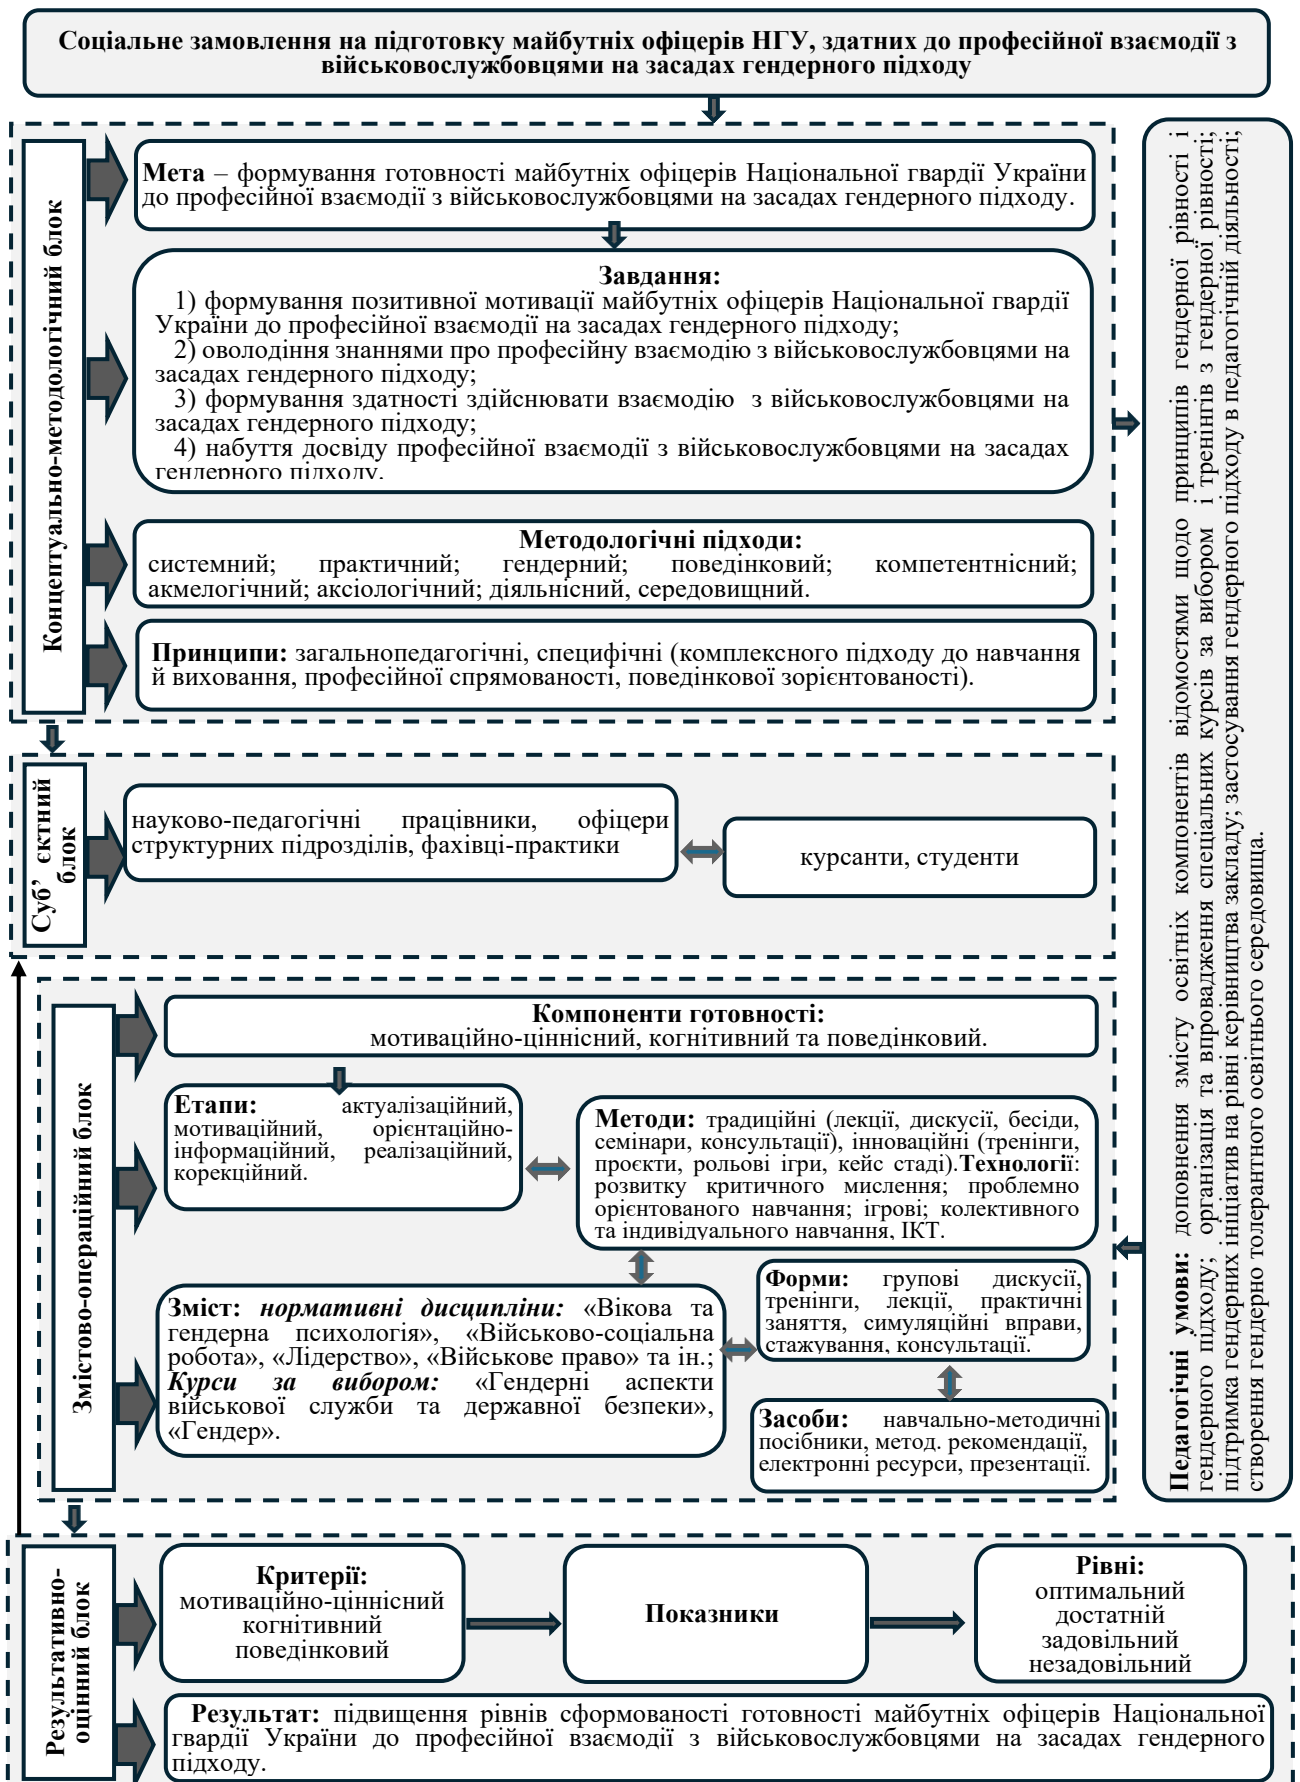 Соціальне замовлення на підготовку майбутніх офіцерів НГУ, здатних до професійної взаємодії з
військовослужбовцями на засадах гендерного підходу
Концептуально-методологічний блок
Мета – формування готовності майбутніх офіцерів Національної гвардії України
до професійної взаємодії з військовослужбовцями на засадах гендерного підходу.
Завдання:
1) формування позитивної мотивації майбутніх офіцерів Національної гвардії
України до професійної взаємодії на засадах гендерного підходу;
2) оволодіння знаннями про професійну взаємодію з військовослужбовцями на
засадах гендерного підходу;
3) формування здатності здійснювати взаємодію з військовослужбовцями на
засадах гендерного підходу;
4) набуття досвіду професійної взаємодії з військовослужбовцями на засадах
гендерного підходу.
Методологічні підходи:
системний; практичний; гендерний; поведінковий; компетентнісний;
акмелогічний; аксіологічний; діяльнісний, середовищний.
Принципи: загальнопедагогічні, специфічні (комплексного підходу до навчання
й виховання, професійної спрямованості, поведінкової зорієнтованості).
Педагогічні умови: доповнення змісту освітніх компонентів відомостями щодо принципів гендерної рівності і
гендерного підходу; організація та впровадження спеціальних курсів за вибором і тренінгів з гендерної рівності;
підтримка гендерних ініціатив на рівні керівництва закладу; застосування гендерного підходу в педагогічній діяльності;
створення гендерно толерантного освітнього середовища.
Суб’ єктний
блок
науково-педагогічні працівники, офіцери
структурних підрозділів, фахівці-практики
курсанти, студенти
Змістово-операційний блок
Компоненти готовності:
мотиваційно-ціннісний, когнітивний та поведінковий.
Етапи: актуалізаційний,
мотиваційний, орієнтаційно-
інформаційний, реалізаційний,
корекційний.
Методи: традиційні (лекції, дискусії, бесіди,
семінари, консультації), інноваційні (тренінги,
проєкти, рольові ігри, кейс стаді).Технології:
розвитку критичного мислення; проблемно
орієнтованого навчання; ігрові; колективного
та індивідуального навчання, ІКТ.
Зміст: нормативні дисципліни: «Вікова та
гендерна психологія», «Військово-соціальна
робота», «Лідерство», «Військове право» та ін.;
Курси за вибором: «Гендерні аспекти
військової служби та державної безпеки»,
«Гендер».
Форми: групові дискусії,
тренінги, лекції, практичні
заняття, симуляційні вправи,
стажування, консультації.
Засоби: навчально-методичні
посібники, метод. рекомендації,
електронні ресурси, презентації.
Результативно-
оцінний блок
Критерії:
мотиваційно-ціннісний
когнітивний
поведінковий
Показники
Рівні:
оптимальний
достатній
задовільний
незадовільний
Результат: підвищення рівнів сформованості готовності майбутніх офіцерів Національної
гвардії України до професійної взаємодії з військовослужбовцями на засадах гендерного
підходу.